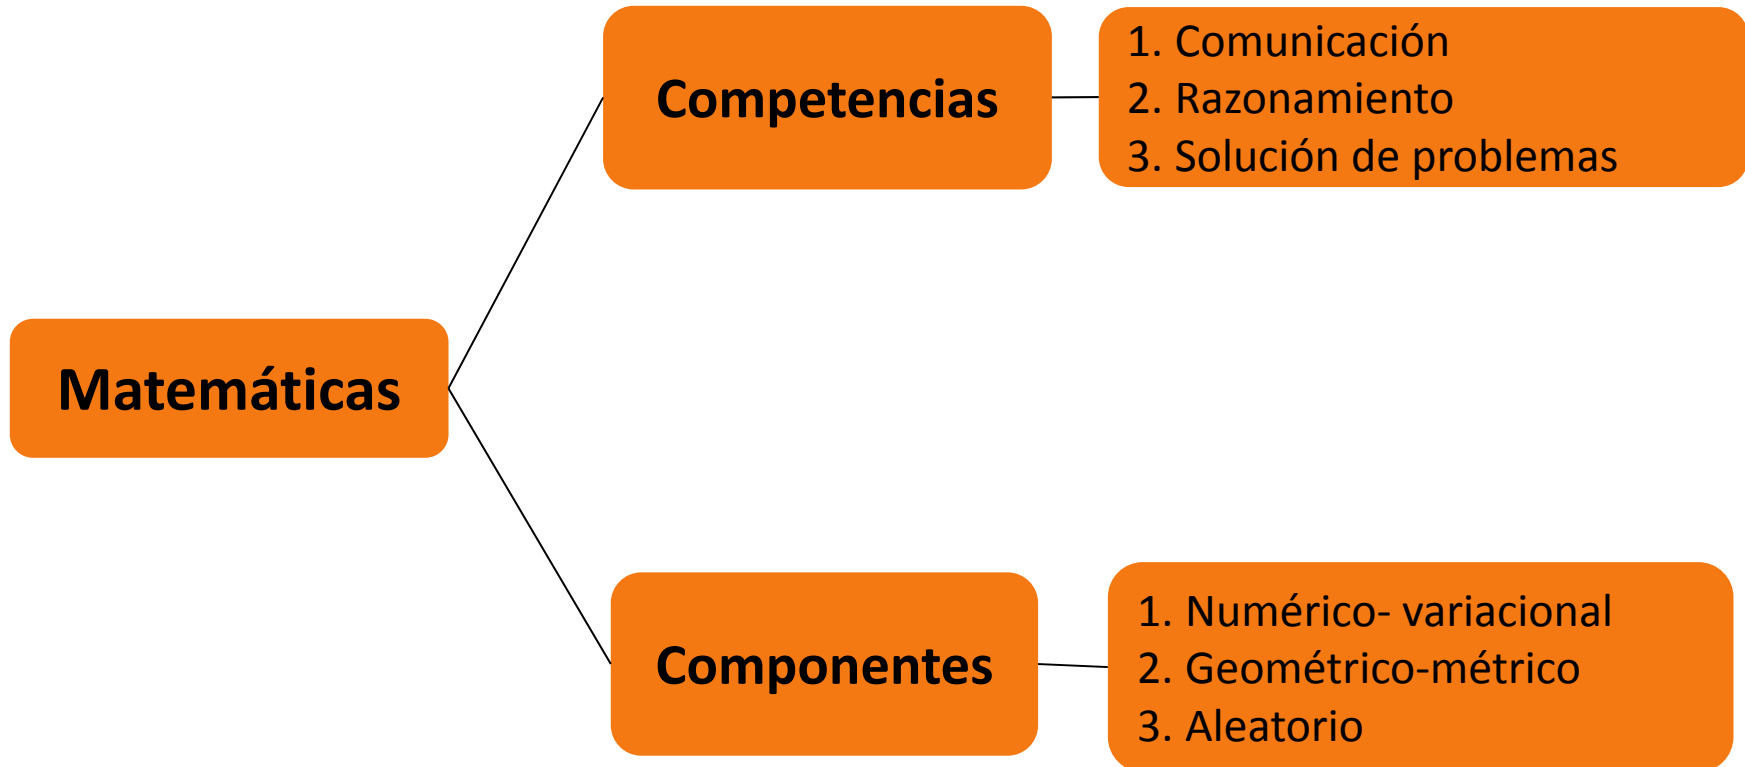 Matemáticas
Competencias
1. Comunicación
2. Razonamiento
3. Solución de problemas
Componentes
1. Numérico- variacional
2. Geométrico-métrico
3. Aleatorio